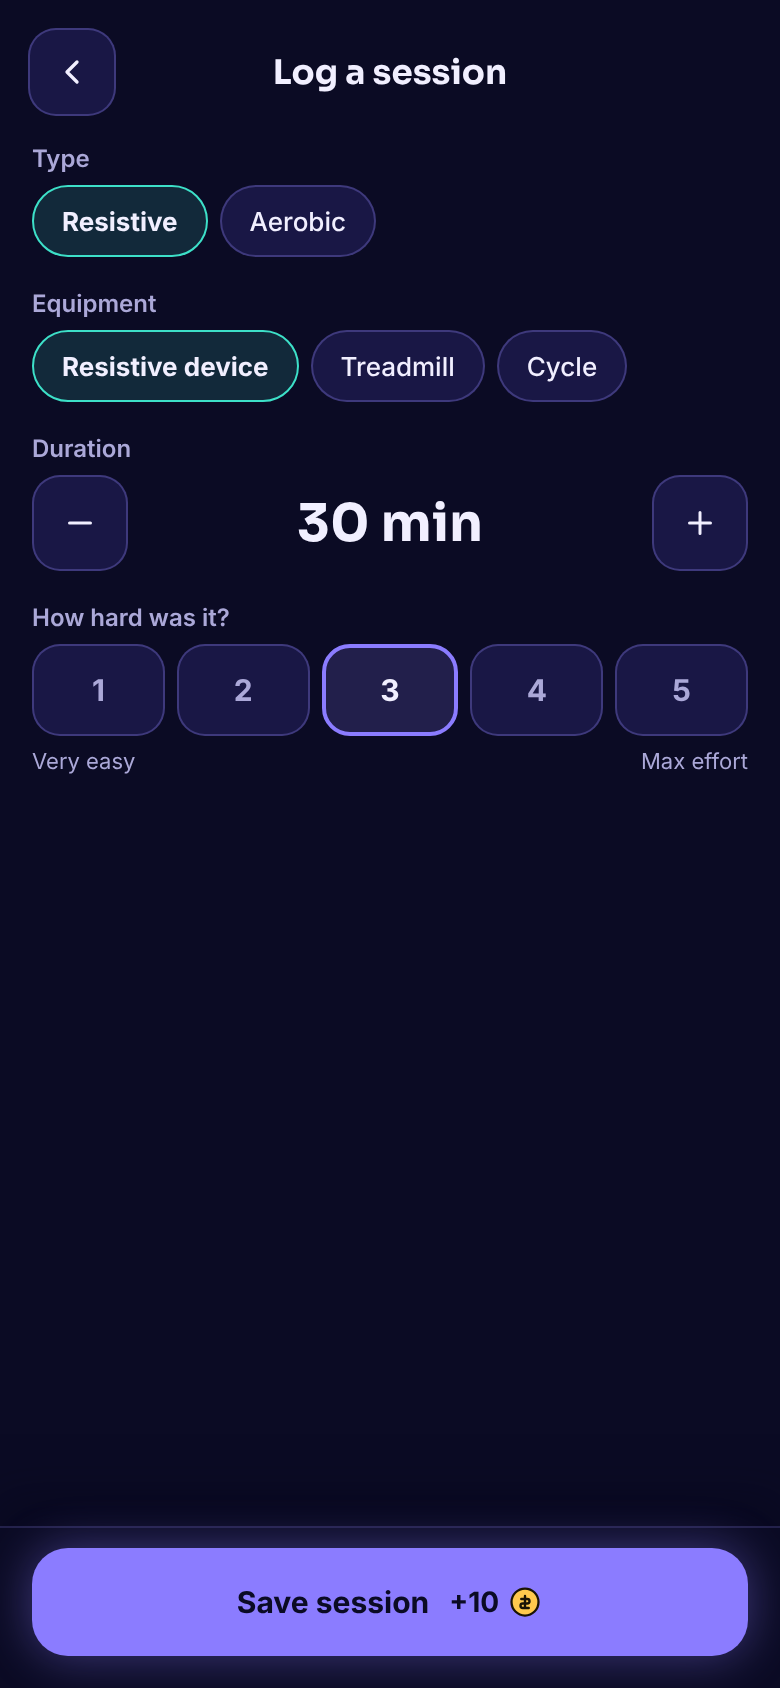 Log a session
Type
Resistive Aerobic
Equipment
Resistive device Treadmill Cycle
Duration
− 30 min +
How hard was it?
1 2 3 4 5
Very easy Max effort
Save session +10